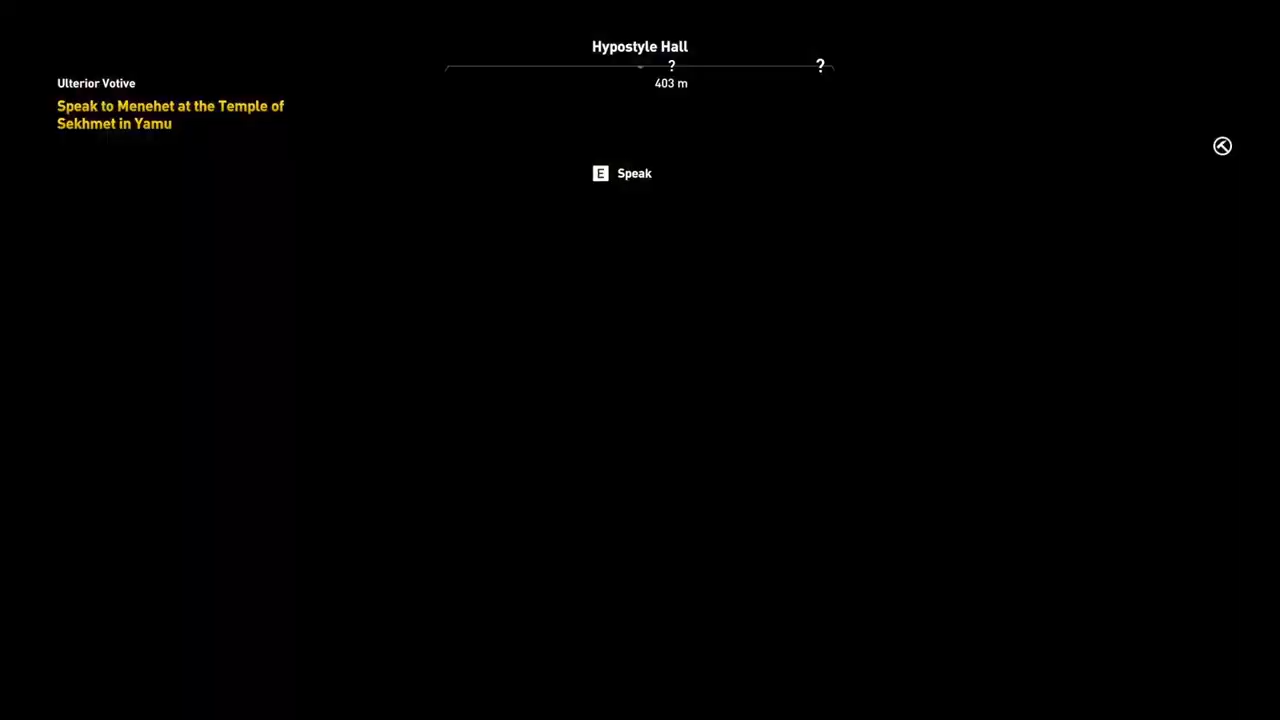 Hypostyle Hall
?
?
403 m
Ulterior Votive
Speak to Menehet at the Temple of
Sekhmet in Yamu
E Speak